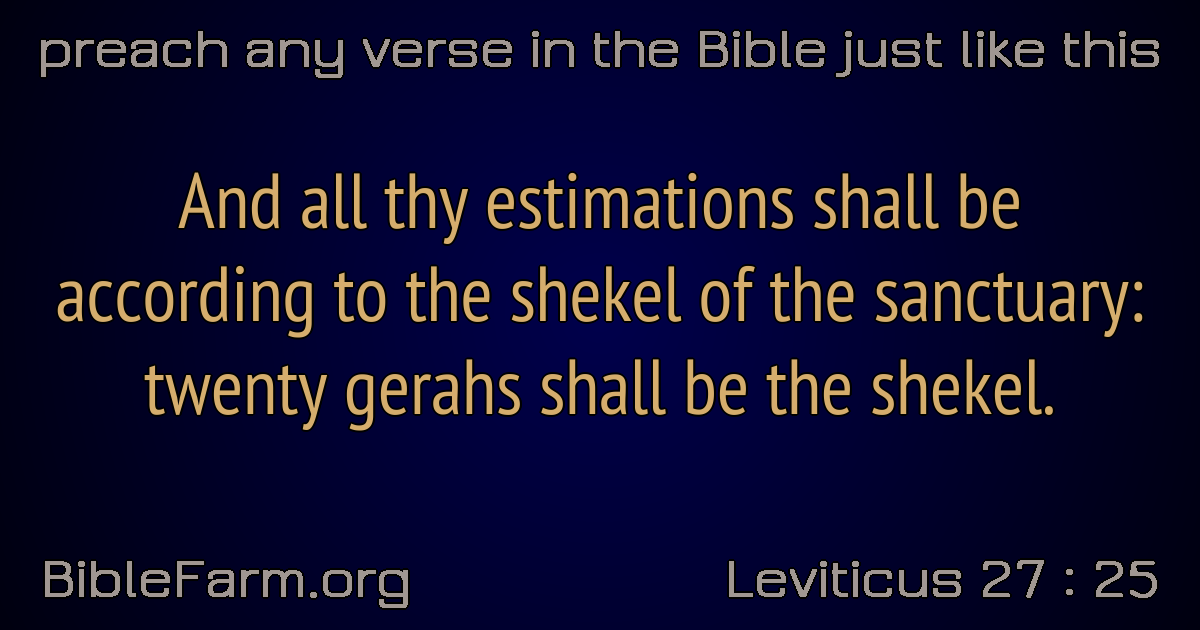 preach any verse in the Bible just like this
And all thy estimations shall be
according to the shekel of the sanctuary:
twenty gerahs shall be the shekel.
BibleFarm.org
Leviticus 27 : 25